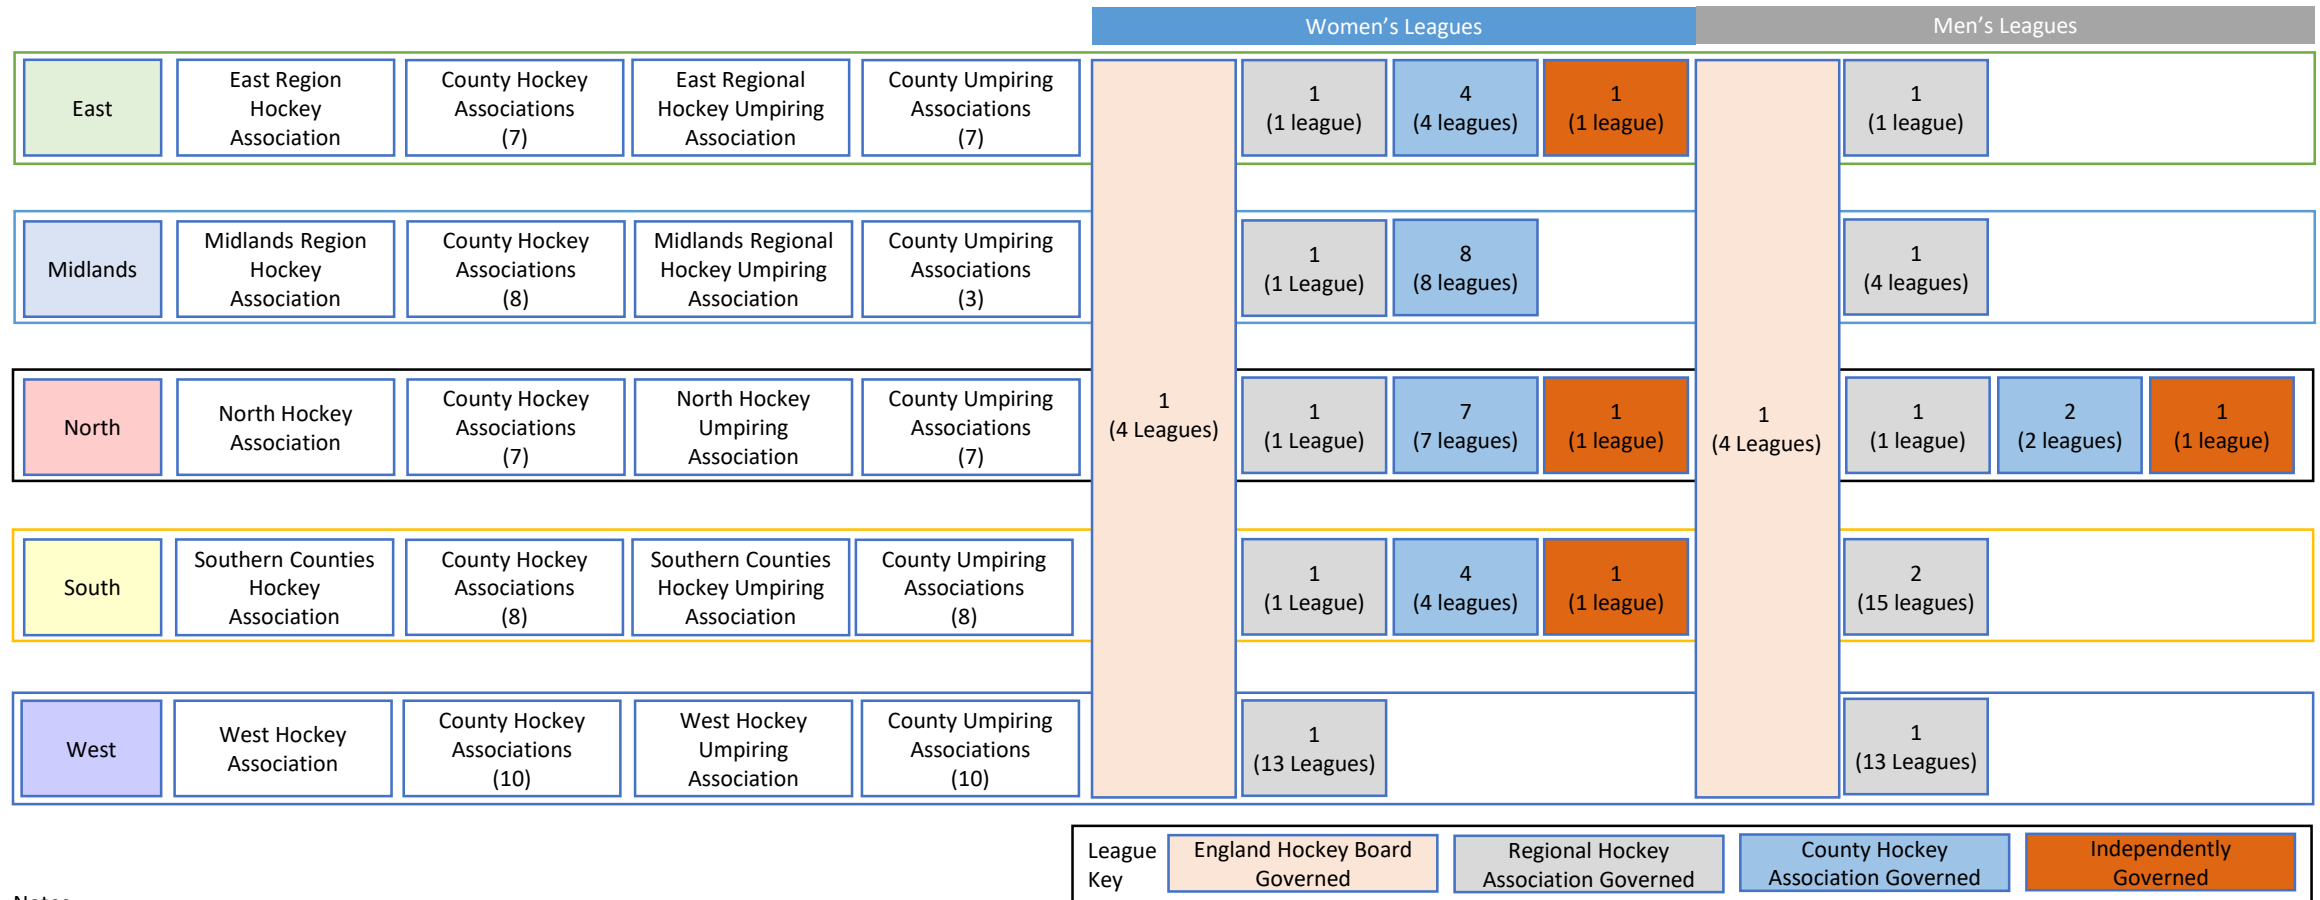 Women's Leagues
Men's Leagues
East
East Region
Hockey
Association
County Hockey
Associations
(7)
East Regional
Hockey Umpiring
Association
County Umpiring
Associations
(7)
1
(1 league)
4
(4 leagues)
1
(1 league)
1
(1 league)
Midlands
Midlands Region
Hockey
Association
County Hockey
Associations
(8)
Midlands Regional
Hockey Umpiring
Association
County Umpiring
Associations
(3)
1
(1 League)
8
(8 leagues)
1
(4 leagues)
North
North Hockey
Association
County Hockey
Associations
(7)
North Hockey
Umpiring
Association
County Umpiring
Associations
(7)
1
(4 Leagues)
1
(1 League)
7
(7 leagues)
1
(1 league)
1
(4 Leagues)
1
(1 league)
2
(2 leagues)
1
(1 league)
South
Southern Counties
Hockey
Association
County Hockey
Associations
(8)
Southern Counties
Hockey Umpiring
Association
County Umpiring
Associations
(8)
1
(1 League)
4
(4 leagues)
1
(1 league)
2
(15 leagues)
West
West Hockey
Association
County Hockey
Associations
(10)
West Hockey
Umpiring
Association
County Umpiring
Associations
(10)
1
(13 Leagues)
1
(13 Leagues)
League
Key
England Hockey Board
Governed
Regional Hockey
Association Governed
County Hockey
Association Governed
Independently
Governed